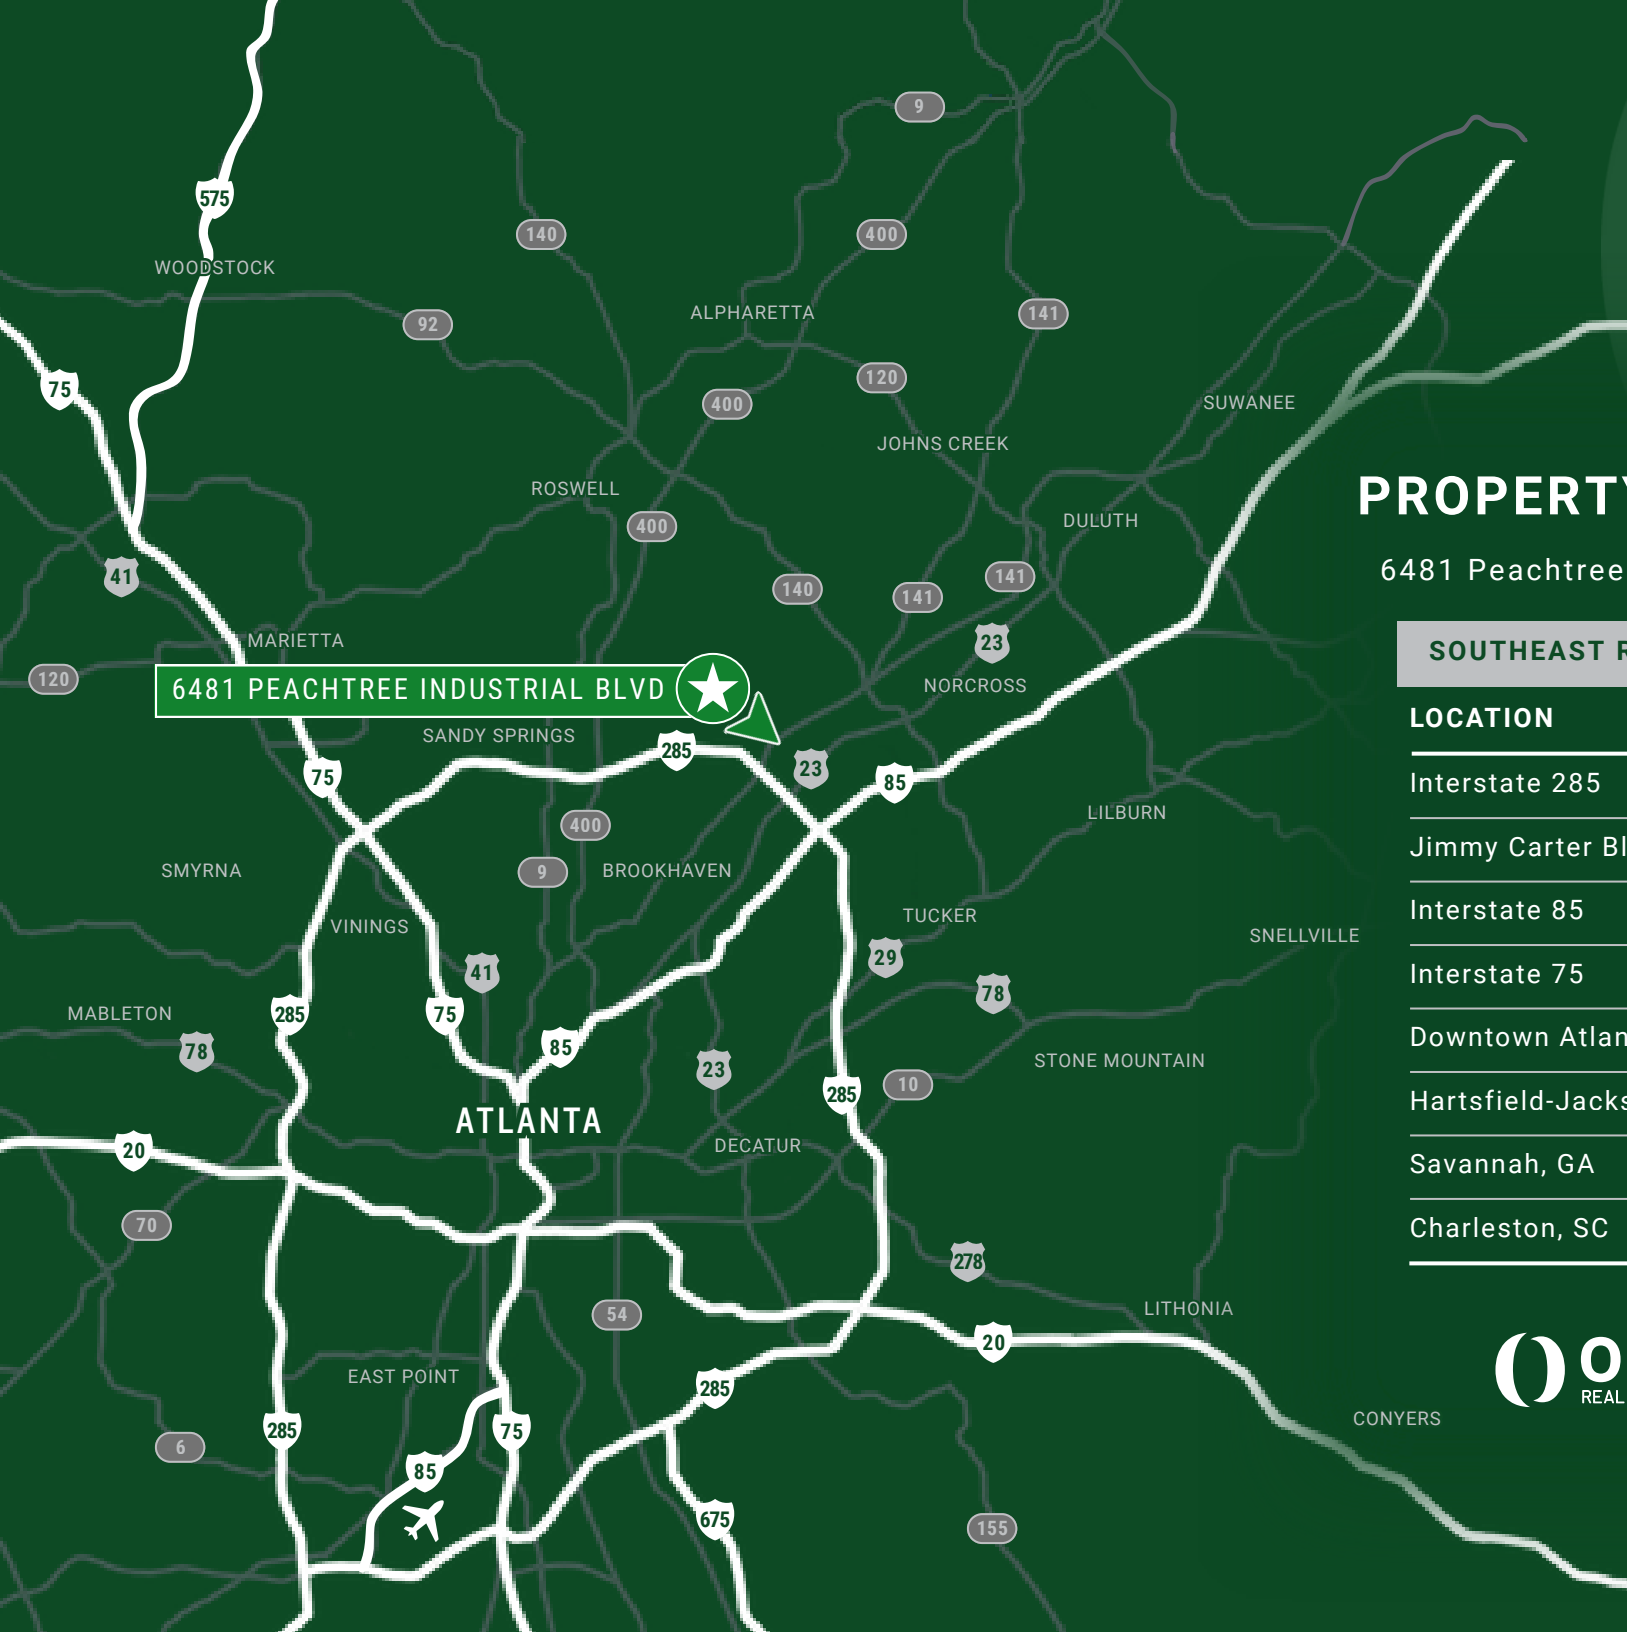 9
575
140
400
WOODSTOCK
92
ALPHARETTA
141
75
120
400
SUWANEE
JOHNS CREEK
ROSWELL
400
DULUTH
41
140
141
141
MARIETTA
23
120
6481 PEACHTREE INDUSTRIAL BLVD
NORCROSS
SANDY SPRINGS
285
75
23
85
400
LILBURN
SMYRNA
9
BROOKHAVEN
VININGS
TUCKER
SNELLVILLE
41
29
78
MABLETON
285
75
78
85
23
STONE MOUNTAIN
10
285
ATLANTA
20
DECATUR
70
278
54
LITHONIA
20
EAST POINT
285
CONYERS
285
75
6
85
675
155
PROPERTY
6481 Peachtree
SOUTHEAST R
LOCATION
Interstate 285
Jimmy Carter Bl
Interstate 85
Interstate 75
Downtown Atlan
Hartsfield-Jacks
Savannah, GA
Charleston, SC
O
REAL